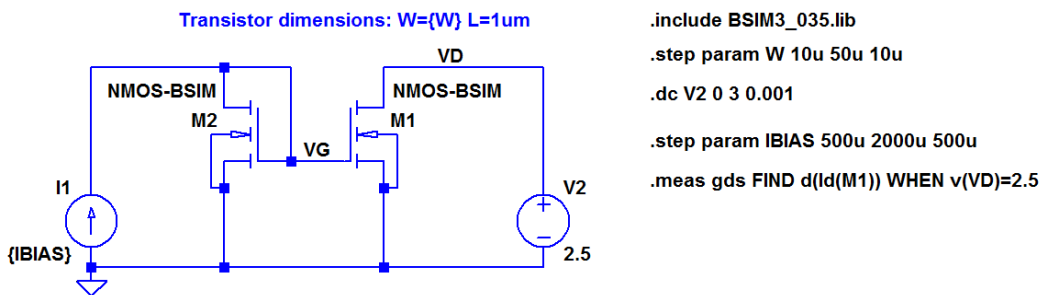 Transistor dimensions: W={W} L=1um
.include BSIM3_035.lib
.step param W 10u 50u 10u
VD
NMOS-BSIM
NMOS-BSIM
.dc V2 0 3 0.001
M2
M1
.step param IBIAS 500u 2000u 500u
VG
.meas gds FIND d(Id(M1)) WHEN v(VD)=2.5
I1
V2
{IBIAS}
2.5